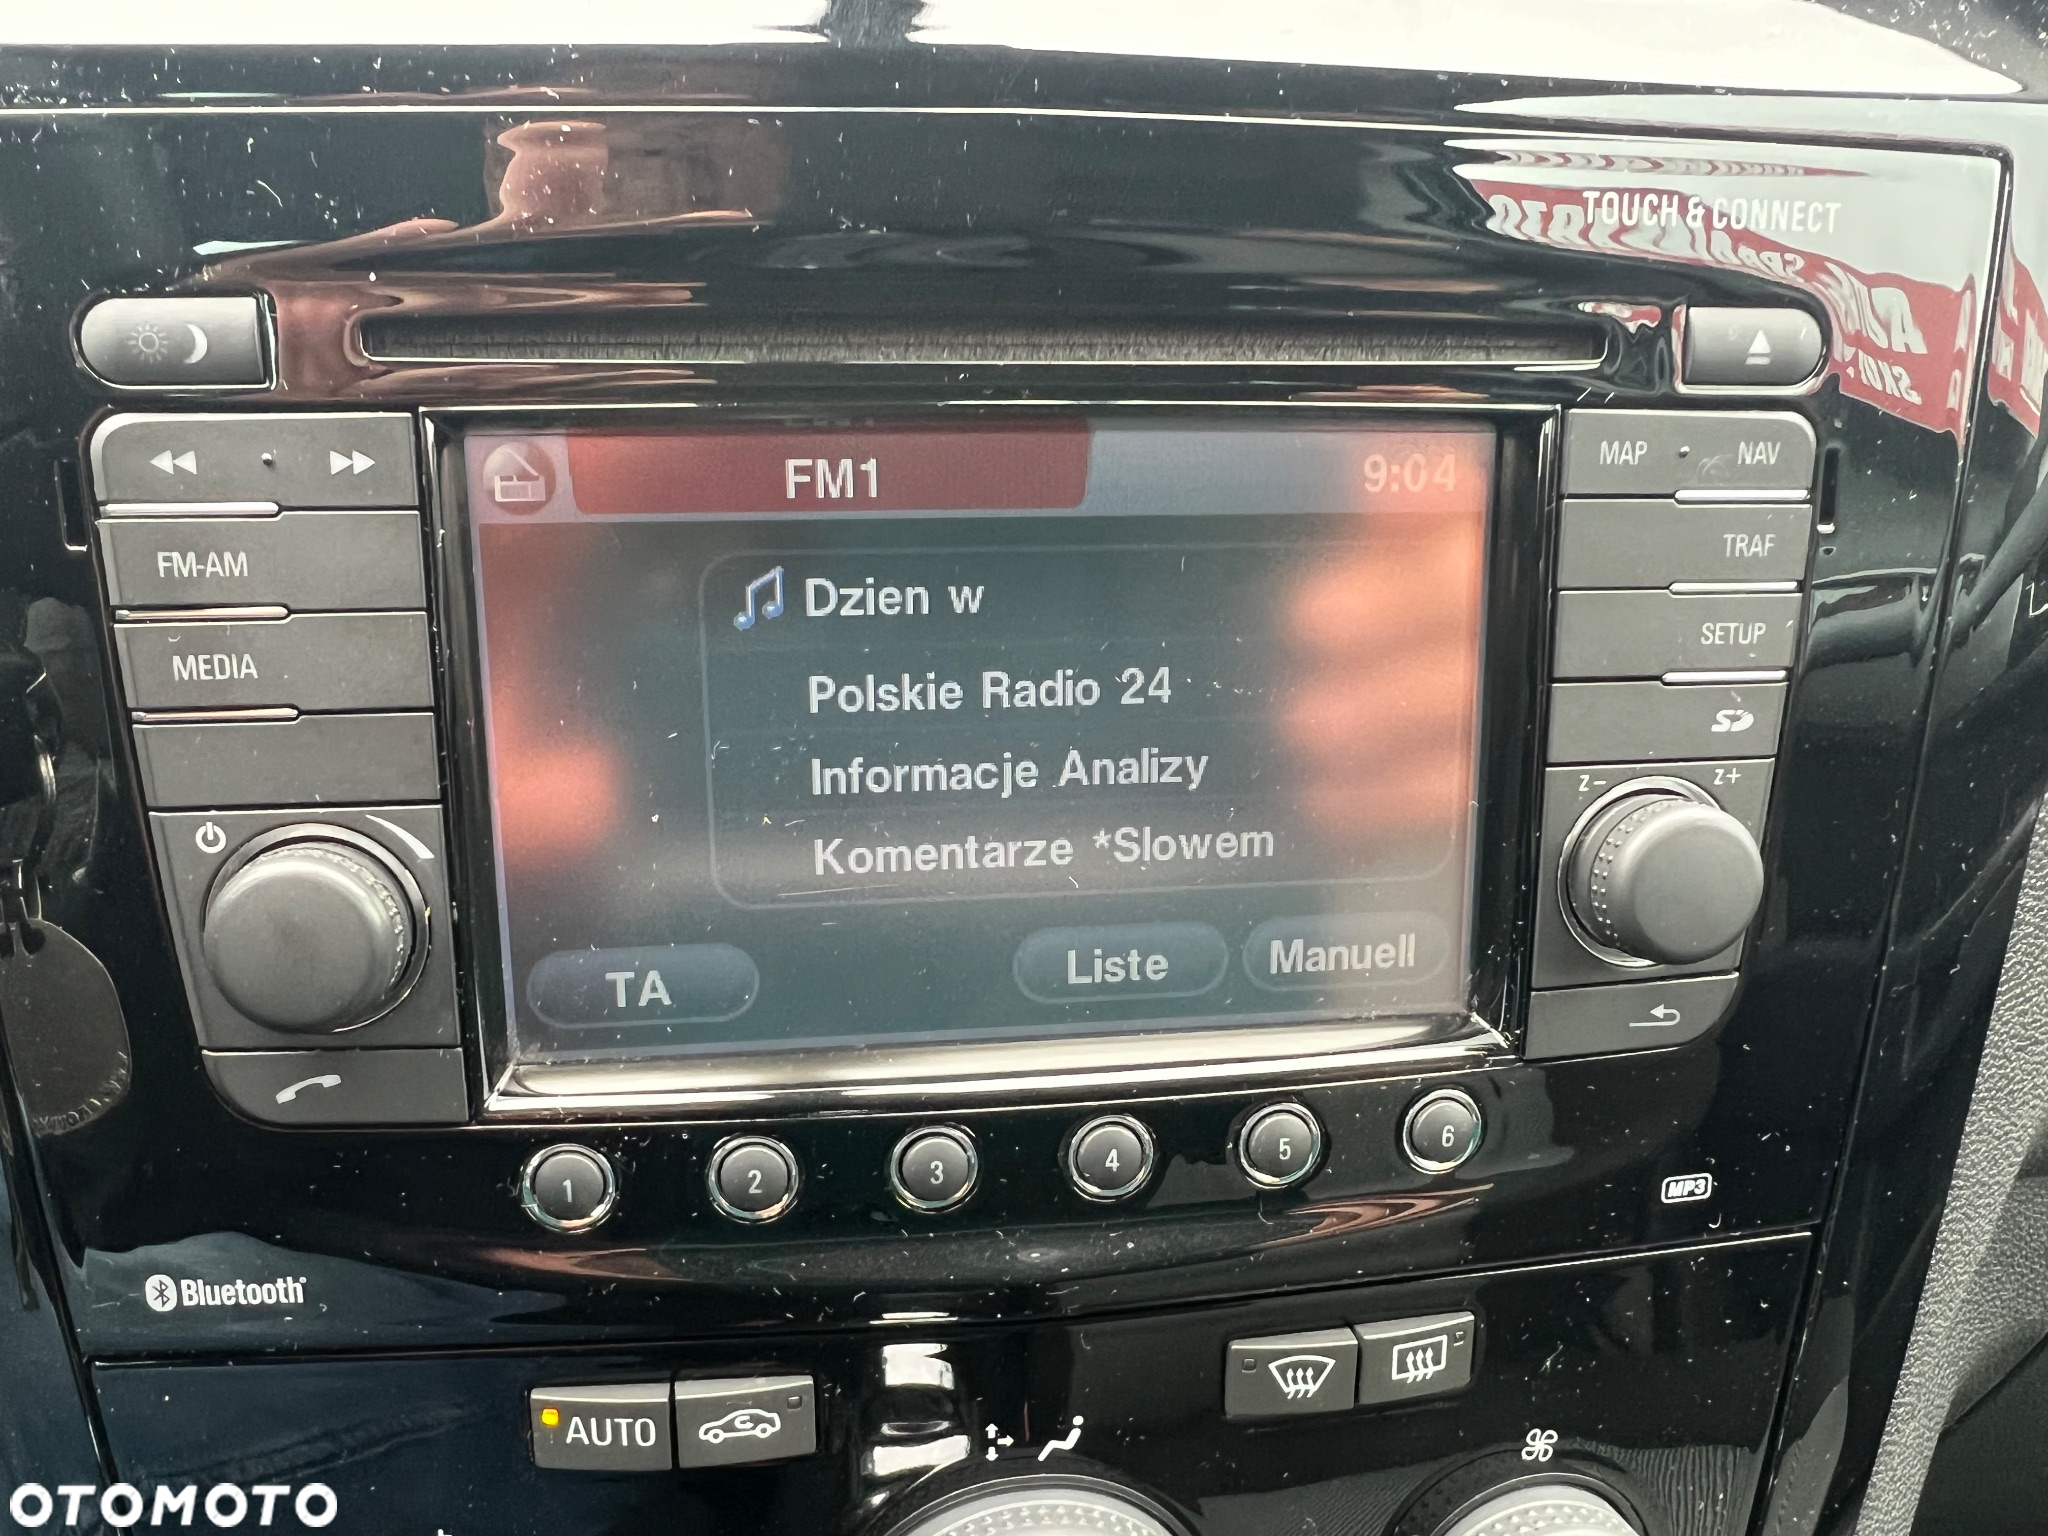 TOUCH & CONNECT
FM1
9:04
MAP
NAV
FM-AM
Dzien w
TRAF
MEDIA
Polskie Radio 24
SETUP
Informacje Analizy
Z-
Z+
Komentarze *Slowem
TA
Liste
Manuell
1
2
3
4
5
6
MP3
Bluetooth
AUTO
OTOMOTO